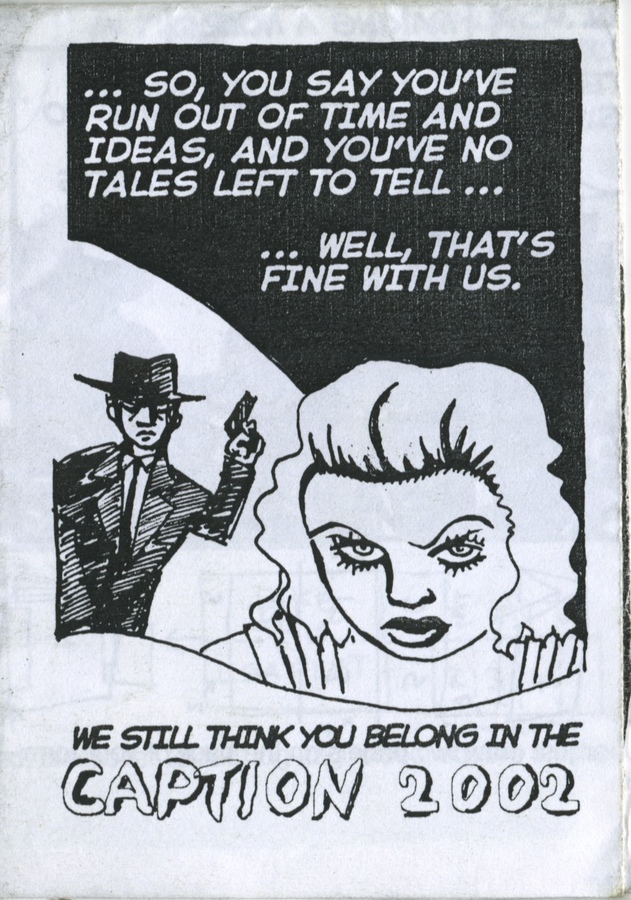 ... SO, YOU SAY YOU'VE
RUN OUT OF TIME AND
IDEAS, AND YOU'VE NO
TALES LEFT TO TELL ...
... WELL, THAT'S
FINE WITH US.
WE STILL THINK YOU BELONG IN THE
CAPTION 2002